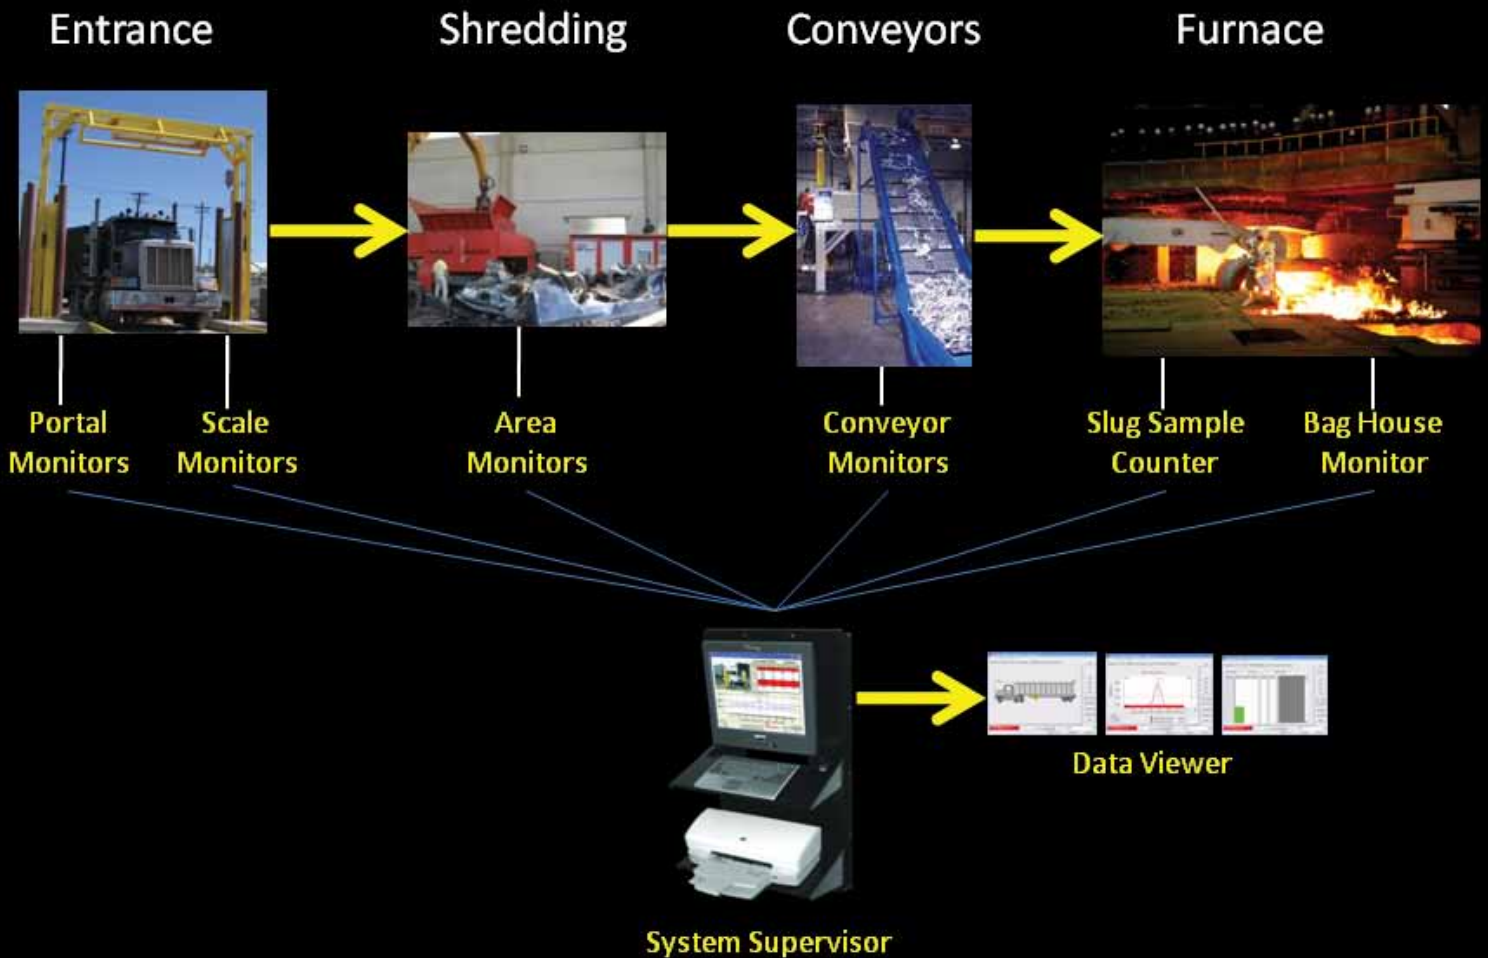 Entrance
Shredding
Conveyors
Furnace
Portal
Monitors
Scale
Monitors
Area
Monitors
Conveyor
Monitors
Slug Sample
Counter
Bag House
Monitor
Data Viewer
System Supervisor